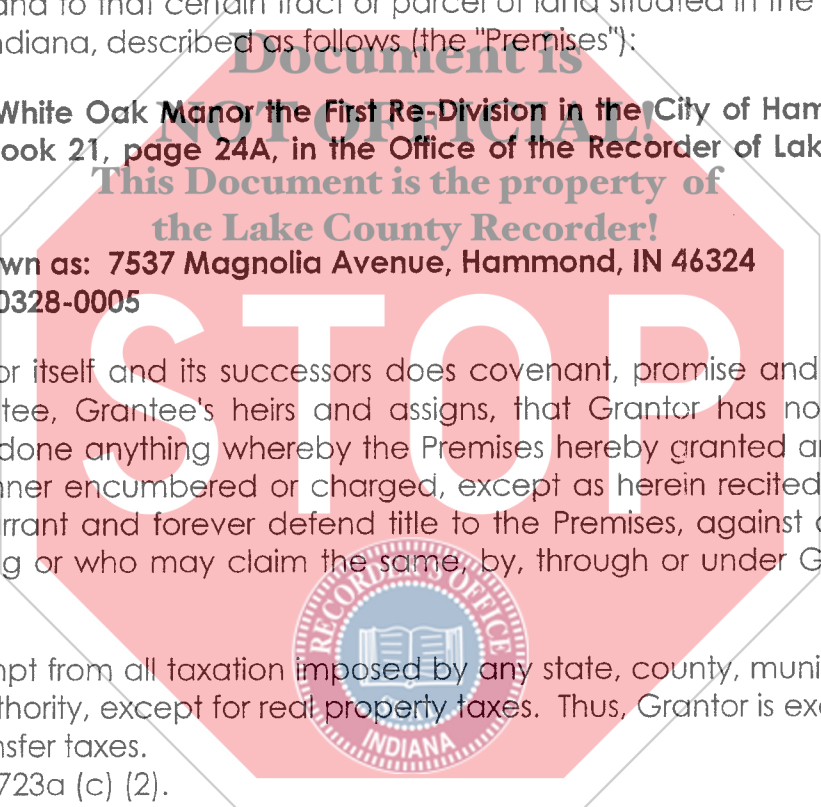 and to that certain tract or parcel of land situated in the
ndiana, described as follows (the "Premises"):
Document is
White Oak Manor the First Re-Division in the City of Ham
NOT OFFICIAL!
ook 21, page 24A, in the Office of the Recorder of Lak
This Document is the property of
the Lake County Recorder!
wn as: 7537 Magnolia Avenue, Hammond, IN 46324
0328-0005
STOP
or itself and its successors does covenant, promise and
tee, Grantee's heirs and assigns, that Grantor has no
done anything whereby the Premises hereby granted a
nner encumbered or charged, except as herein recited
rrant and forever defend title to the Premises, against
g or who may claim the same, by, through or under G
RECORDER'S OFFICE
mpt from all taxation imposed by any state, county, muni
thority, except for real property taxes. Thus, Grantor is ex
nsfer taxes.
INDIANA
723a (c) (2).